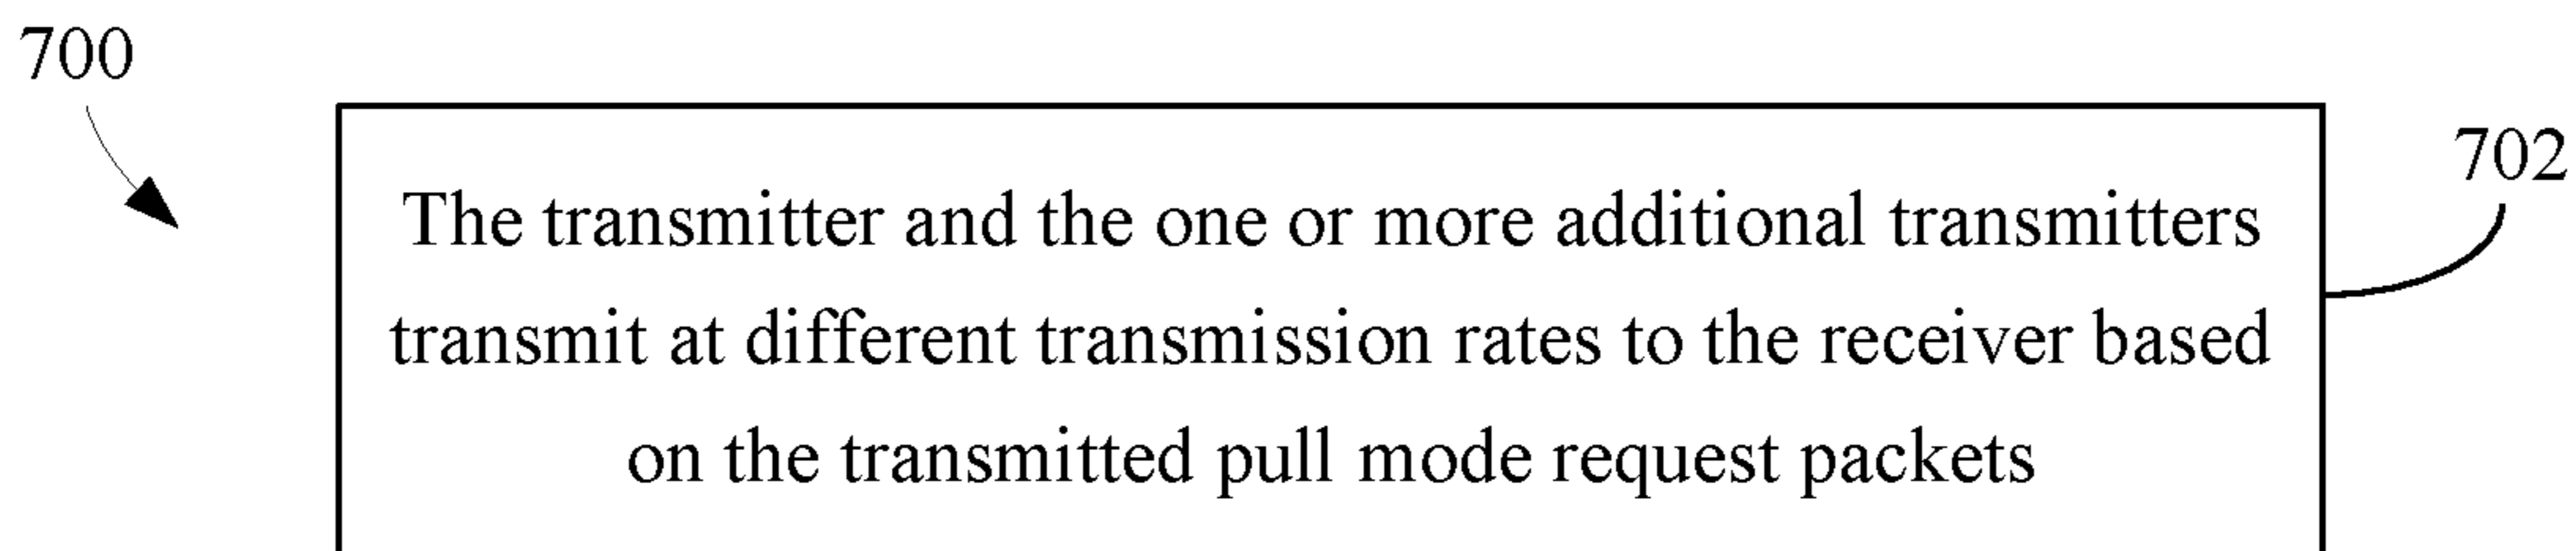 700
702
The transmitter and the one or more additional transmitters
transmit at different transmission rates to the receiver based
on the transmitted pull mode request packets